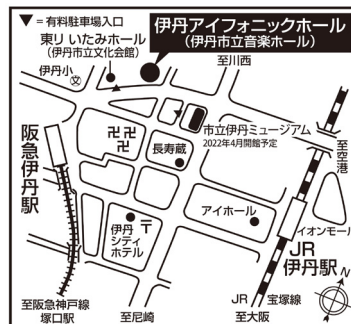 ▼=有料駐車場入口
東リ いたみホール
(伊丹市立文化会館)
伊丹アイフォニックホール
(伊丹市立音楽ホール)
伊丹小
文
至川西
卍 卍
卍
市立伊丹ミュージアム
2022年4月開館予定
長寿蔵
至空港
阪急伊丹駅
アイホール
イオンモール
伊丹
シティ
ホテル
〒
JR
伊丹駅
至阪急神戸線
塚口駅
至尼崎
JR 宝塚線
至大阪
N